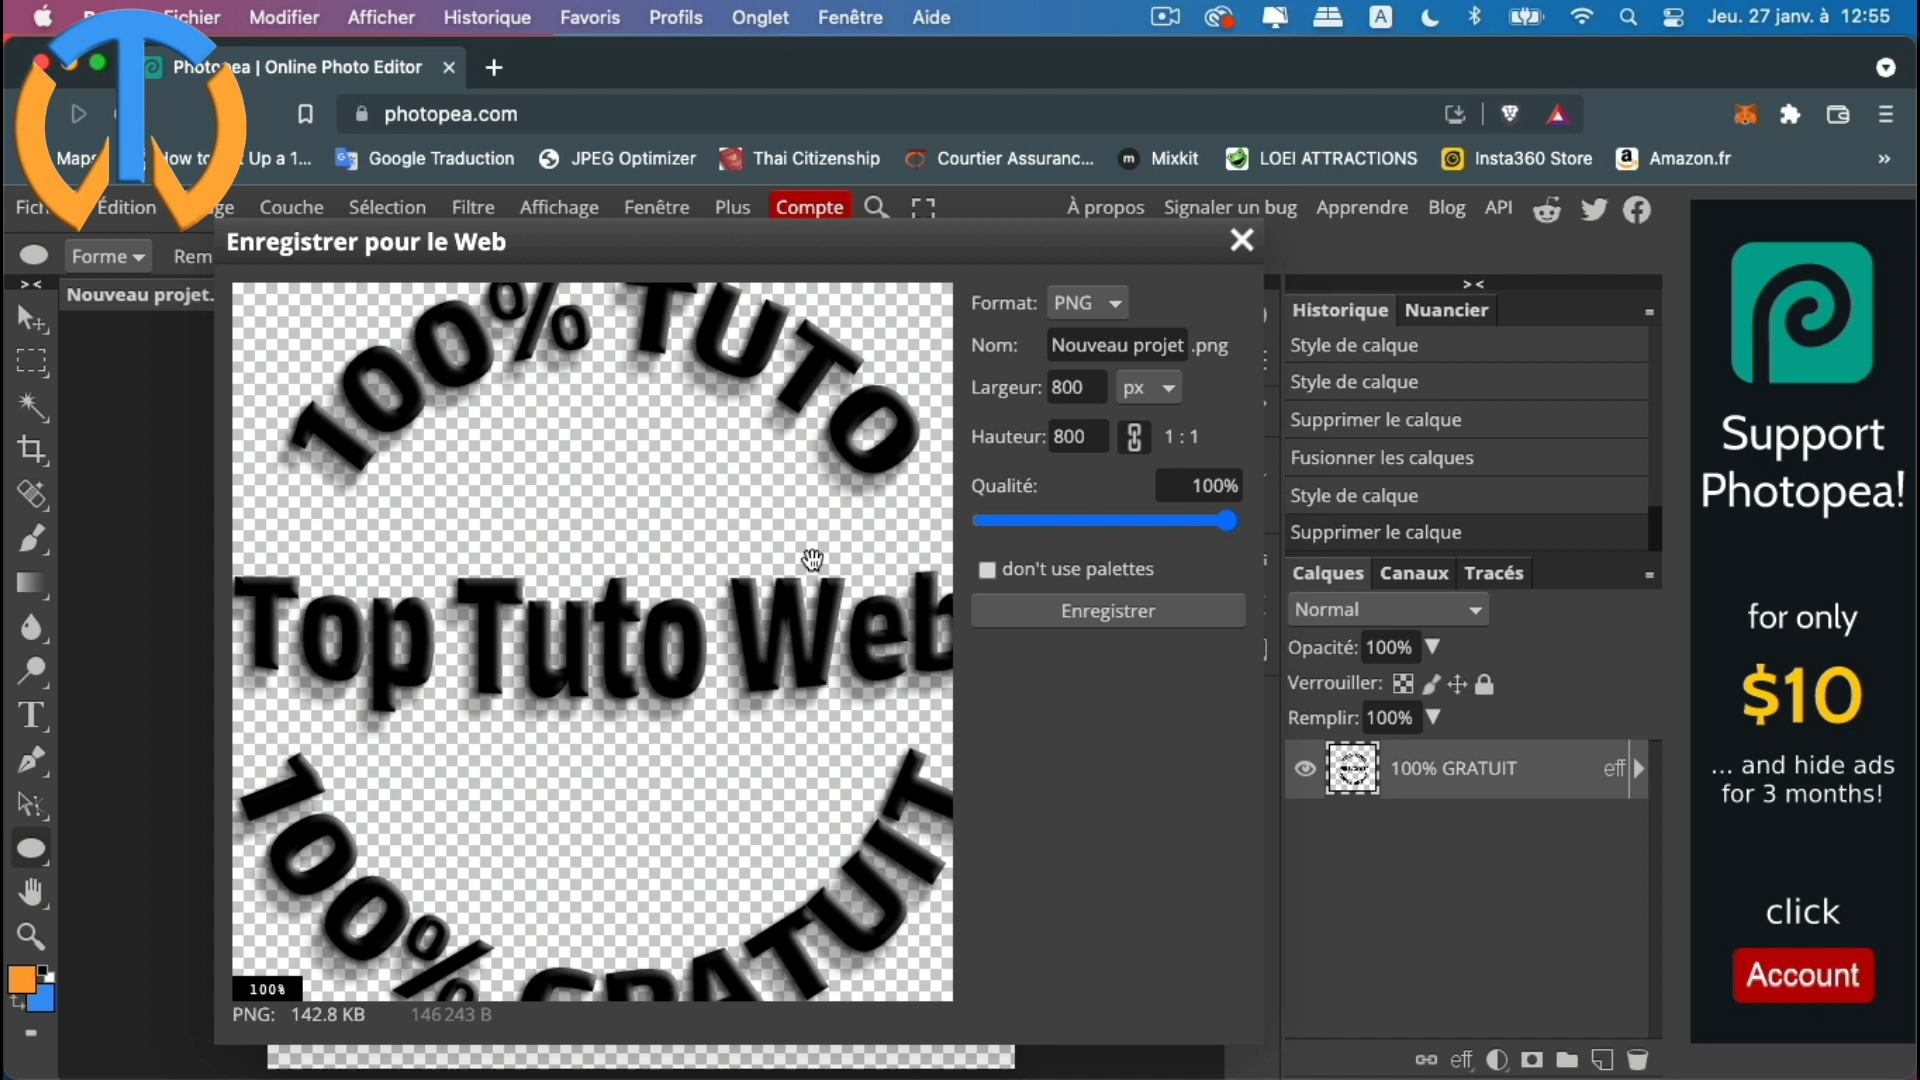 Fichier Modifier Afficher Historique Favoris Profils Onglet Fenêtre Aide
A
Jeu. 27 janv. à 12:55
Photopea | Online Photo Editor
photopea.com
Maps
Up a 1...
Google Traduction
JPEG Optimizer
Thai Citizenship
Courtier Assuranc...
m Mixkit
LOEI ATTRACTIONS
Insta360 Store
Amazon.fr
»
Édition
Couche
Sélection
Filtre
Affichage
Fenêtre
Plus
Compte
À propos
Signaler un bug
Apprendre
Blog
API
Forme
Rem
Enregistrer pour le Web
Nouveau projet.
100% TUTO
Top Tuto Web
100% GRATUIT
100%
PNG: 142.8 KB 146 243 B
Format: PNG
Nom: Nouveau projet .png
Largeur: 800 px
Hauteur: 800 1 : 1
Qualité: 100%
don't use palettes
Enregistrer
> <
Historique Nuancier
Style de calque
Style de calque
Supprimer le calque
Fusionner les calques
Style de calque
Supprimer le calque
Calques Canaux Tracés
Normal
Opacité: 100%
Verrouiller:
Remplir: 100%
100% GRATUIT eff
eff
Support
Photopea!
for only
$10
... and hide ads
for 3 months!
click
Account